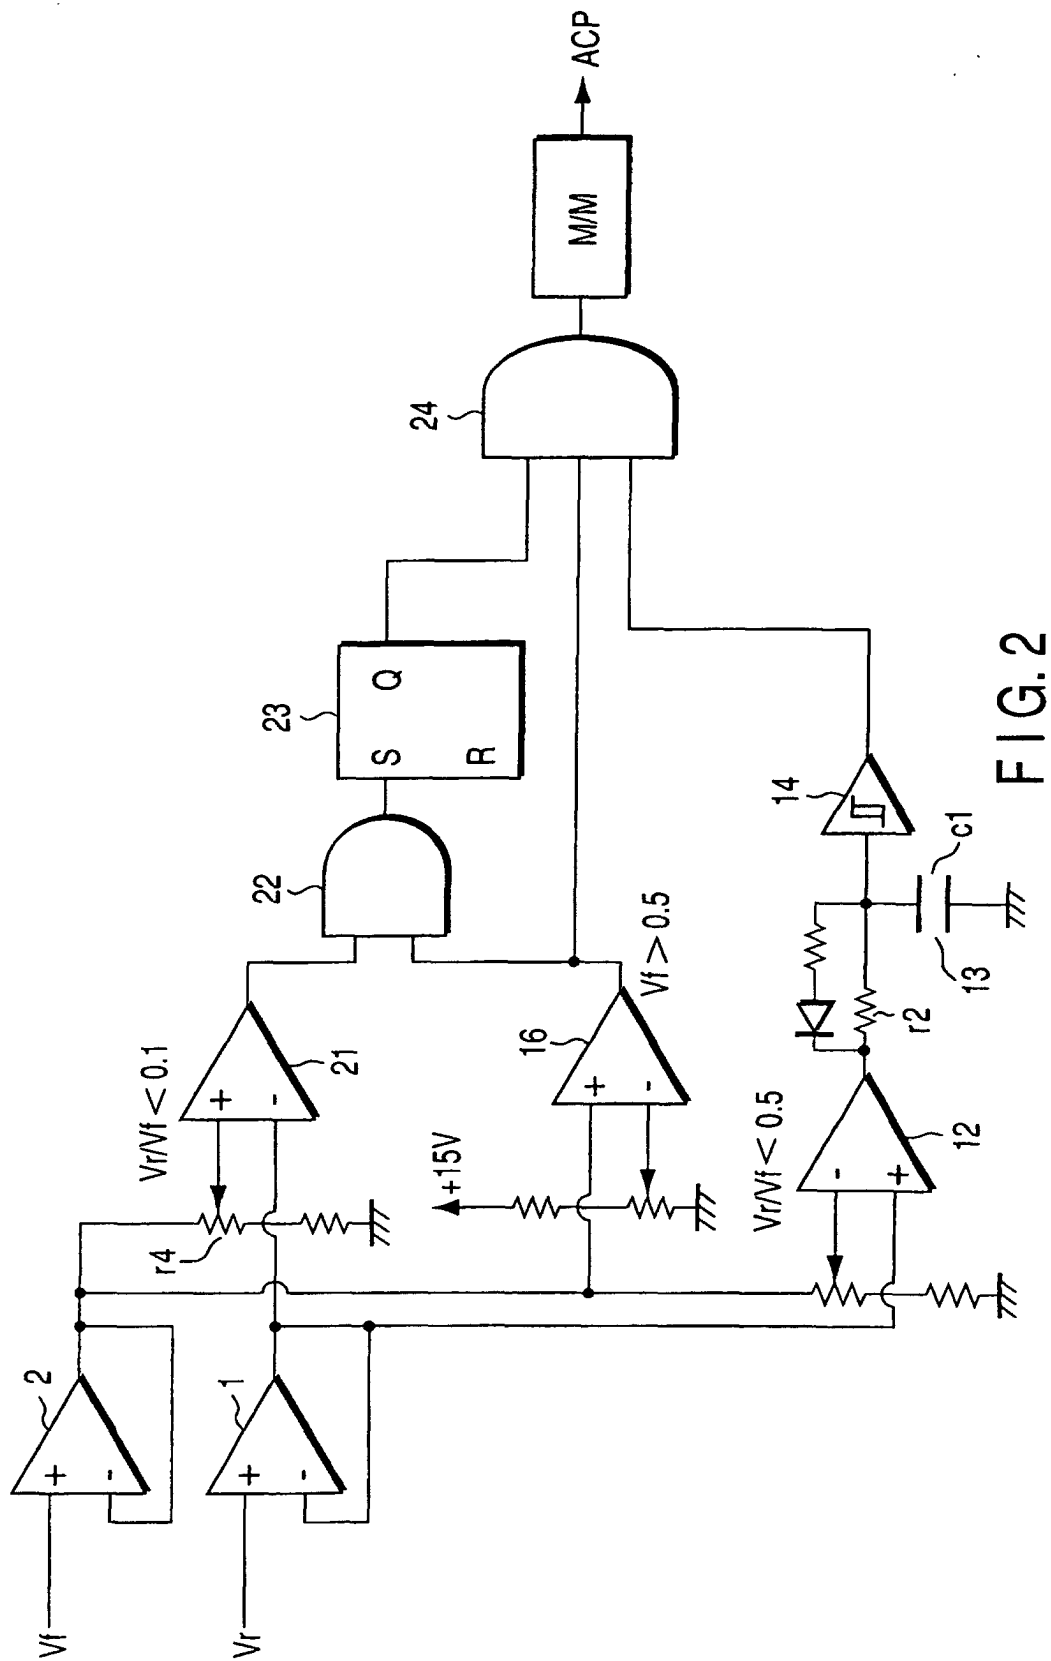 Vf
+
-
2
Vr
+
-
1
r4
Vr/Vf < 0.1
+
-
21
+15V
+
-
16
Vf > 0.5
Vr/Vf < 0.5
-
+
12
r2
13
c1
14
22
S
R
Q
23
24
M/M
ACP
FIG. 2